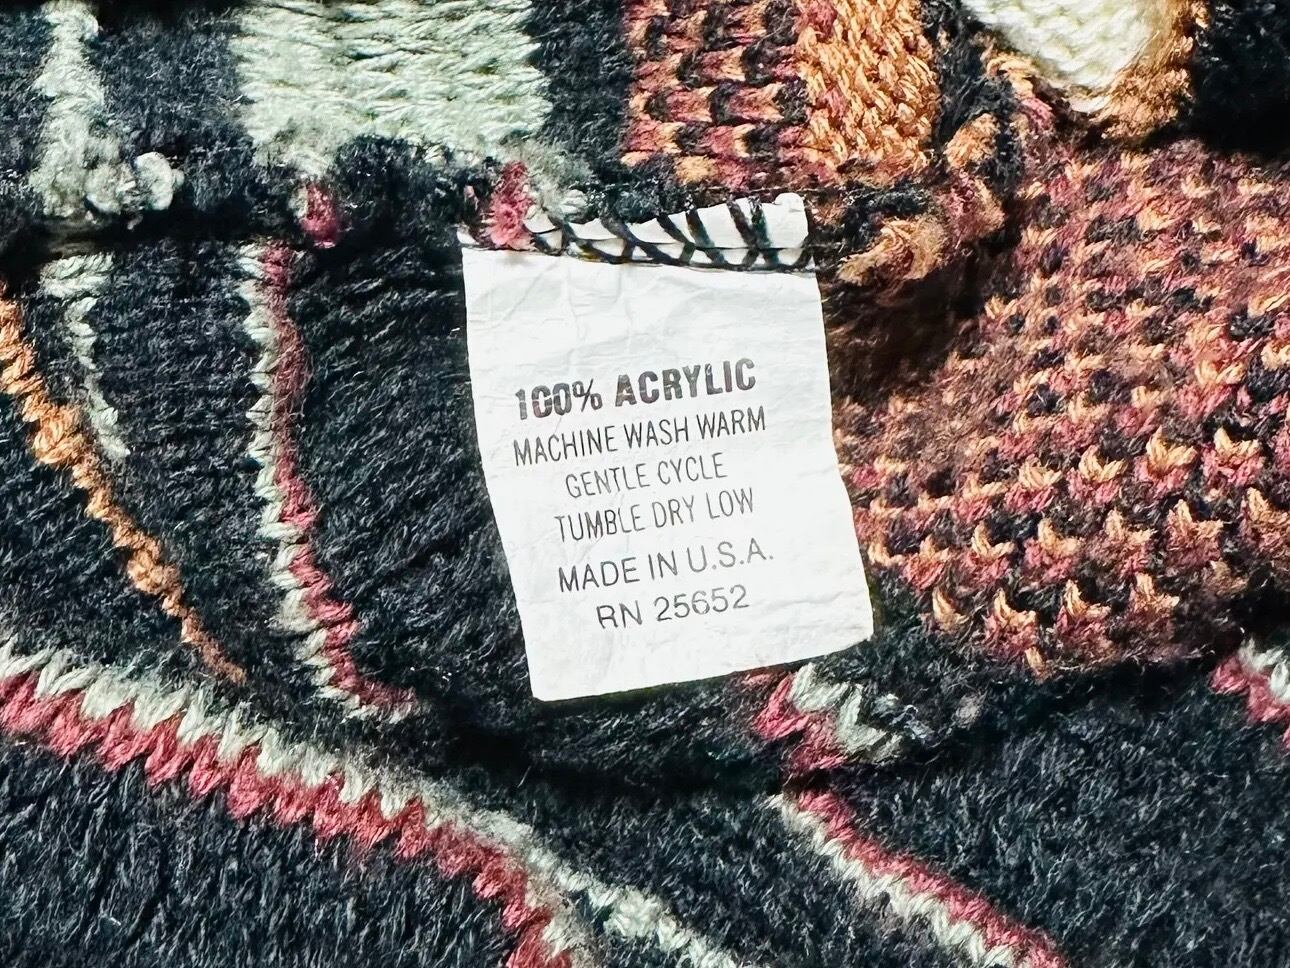 100% ACRYLIC
MACHINE WASH WARM
GENTLE CYCLE
TUMBLE DRY LOW
MADE IN U.S.A.
RN 25652